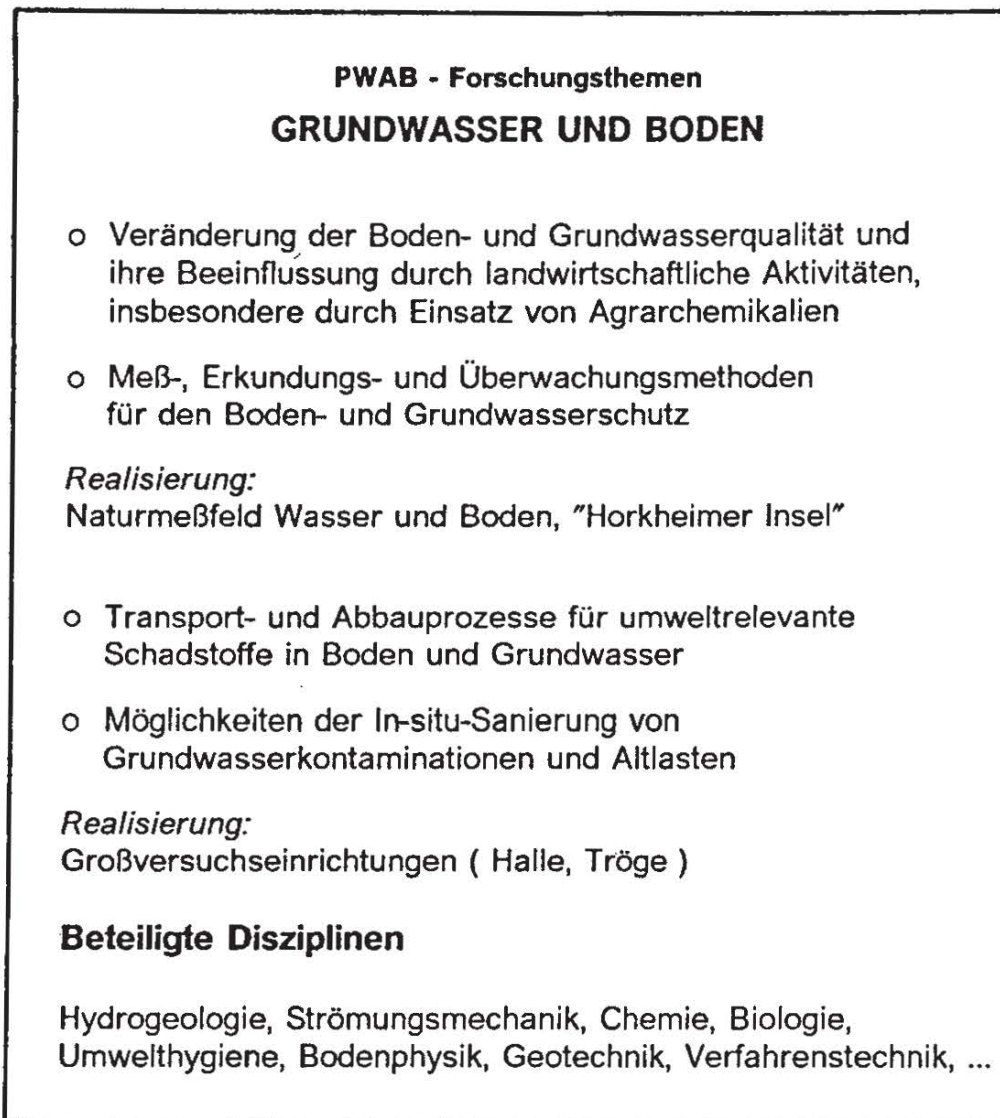 PWAB - Forschungsthemen
GRUNDWASSER UND BODEN
o Veränderung der Boden- und Grundwasserqualität und
ihre Beeinflussung durch landwirtschaftliche Aktivitäten,
insbesondere durch Einsatz von Agrarchemikalien
o Meß-, Erkundungs- und Überwachungsmethoden
für den Boden- und Grundwasserschutz
Realisierung:
Naturmeßfeld Wasser und Boden, "Horkheimer Insel"
o Transport- und Abbauprozesse für umweltrelevante
Schadstoffe in Boden und Grundwasser
o Möglichkeiten der In-situ-Sanierung von
Grundwasserkontaminationen und Altlasten
Realisierung:
Großversuchseinrichtungen ( Halle, Tröge )
Beteiligte Disziplinen
Hydrogeologie, Strömungsmechanik, Chemie, Biologie,
Umwelthygiene, Bodenphysik, Geotechnik, Verfahrenstechnik, ...